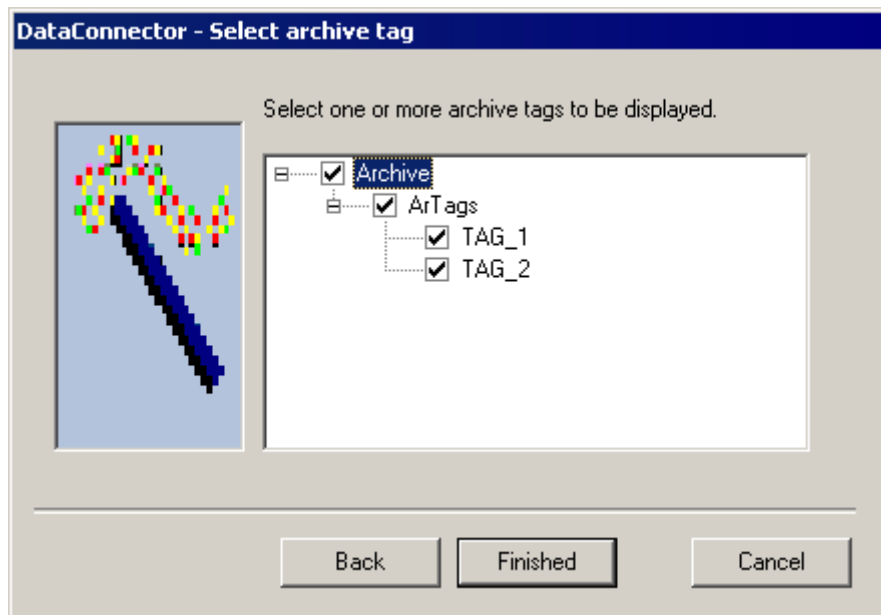 DataConnector - Select archive tag
Select one or more archive tags to be displayed.
Archive
ArTags
TAG_1
TAG_2
Back Finished Cancel